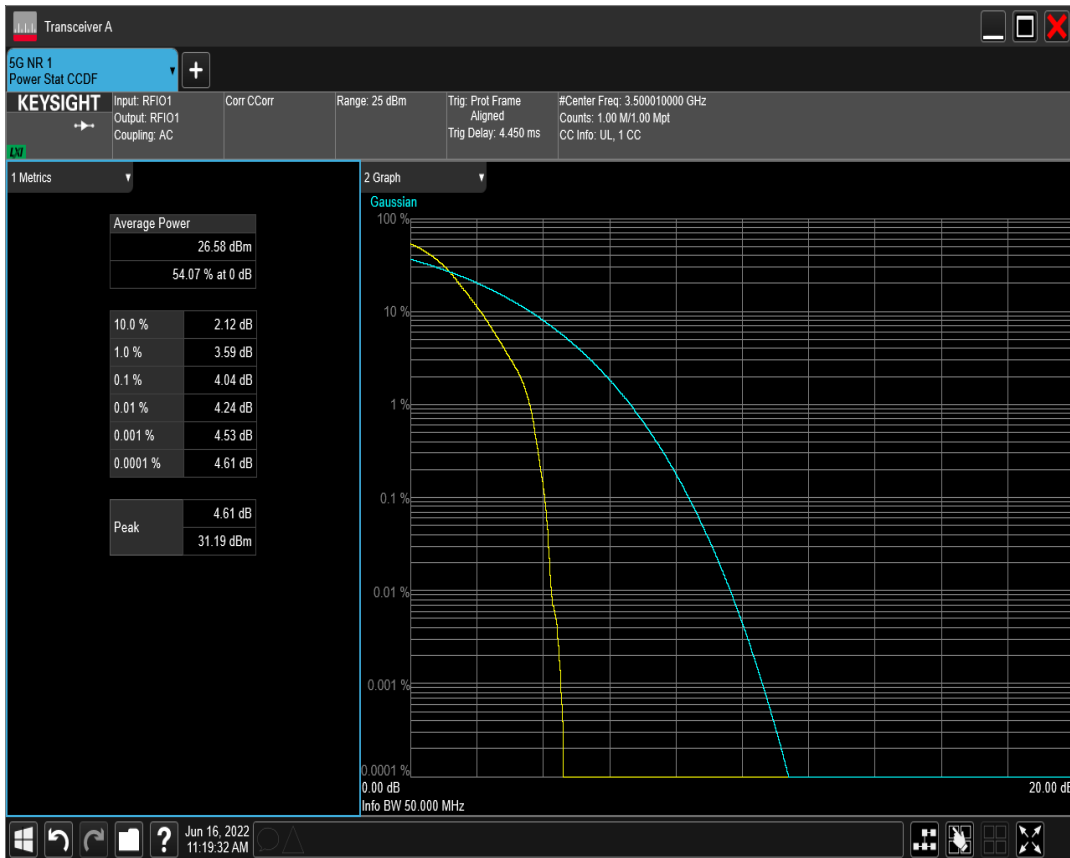 Transceiver A
5G NR 1
Power Stat CCDF
+
KEYSIGHT
LXI
Input: RFIO1
Output: RFIO1
Coupling: AC
Corr CCorr
Range: 25 dBm
Trig: Prot Frame
Aligned
Trig Delay: 4.450 ms
#Center Freq: 3.500010000 GHz
Counts: 1.00 M/1.00 Mpt
CC Info: UL, 1 CC
1 Metrics
Average Power
26.58 dBm
54.07 % at 0 dB
10.0 % 2.12 dB
1.0 % 3.59 dB
0.1 % 4.04 dB
0.01 % 4.24 dB
0.001 % 4.53 dB
0.0001 % 4.61 dB
Peak 4.61 dB
31.19 dBm
2 Graph
Gaussian
100 %
10 %
1 %
0.1 %
0.01 %
0.001 %
0.0001 %
0.00 dB 20.00 dB
Info BW 50.000 MHz
?
Jun 16, 2022
11:19:32 AM